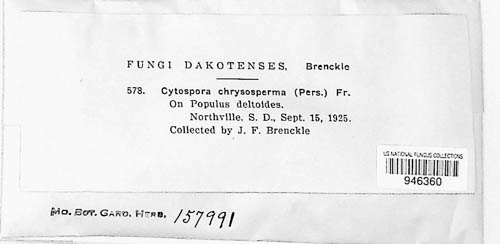 FUNGI DAKOTENSES, Brenckle
578. Cytospora chrysosperma (Pers.) Fr.
On Populus deltoides.
Northville, S. D., Sept. 15, 1925.
Collected by J. F. Brenckle
US NATIONAL FUNGUS COLLECTIONS
946360
MO. BOT. GARD. HERB. 157991